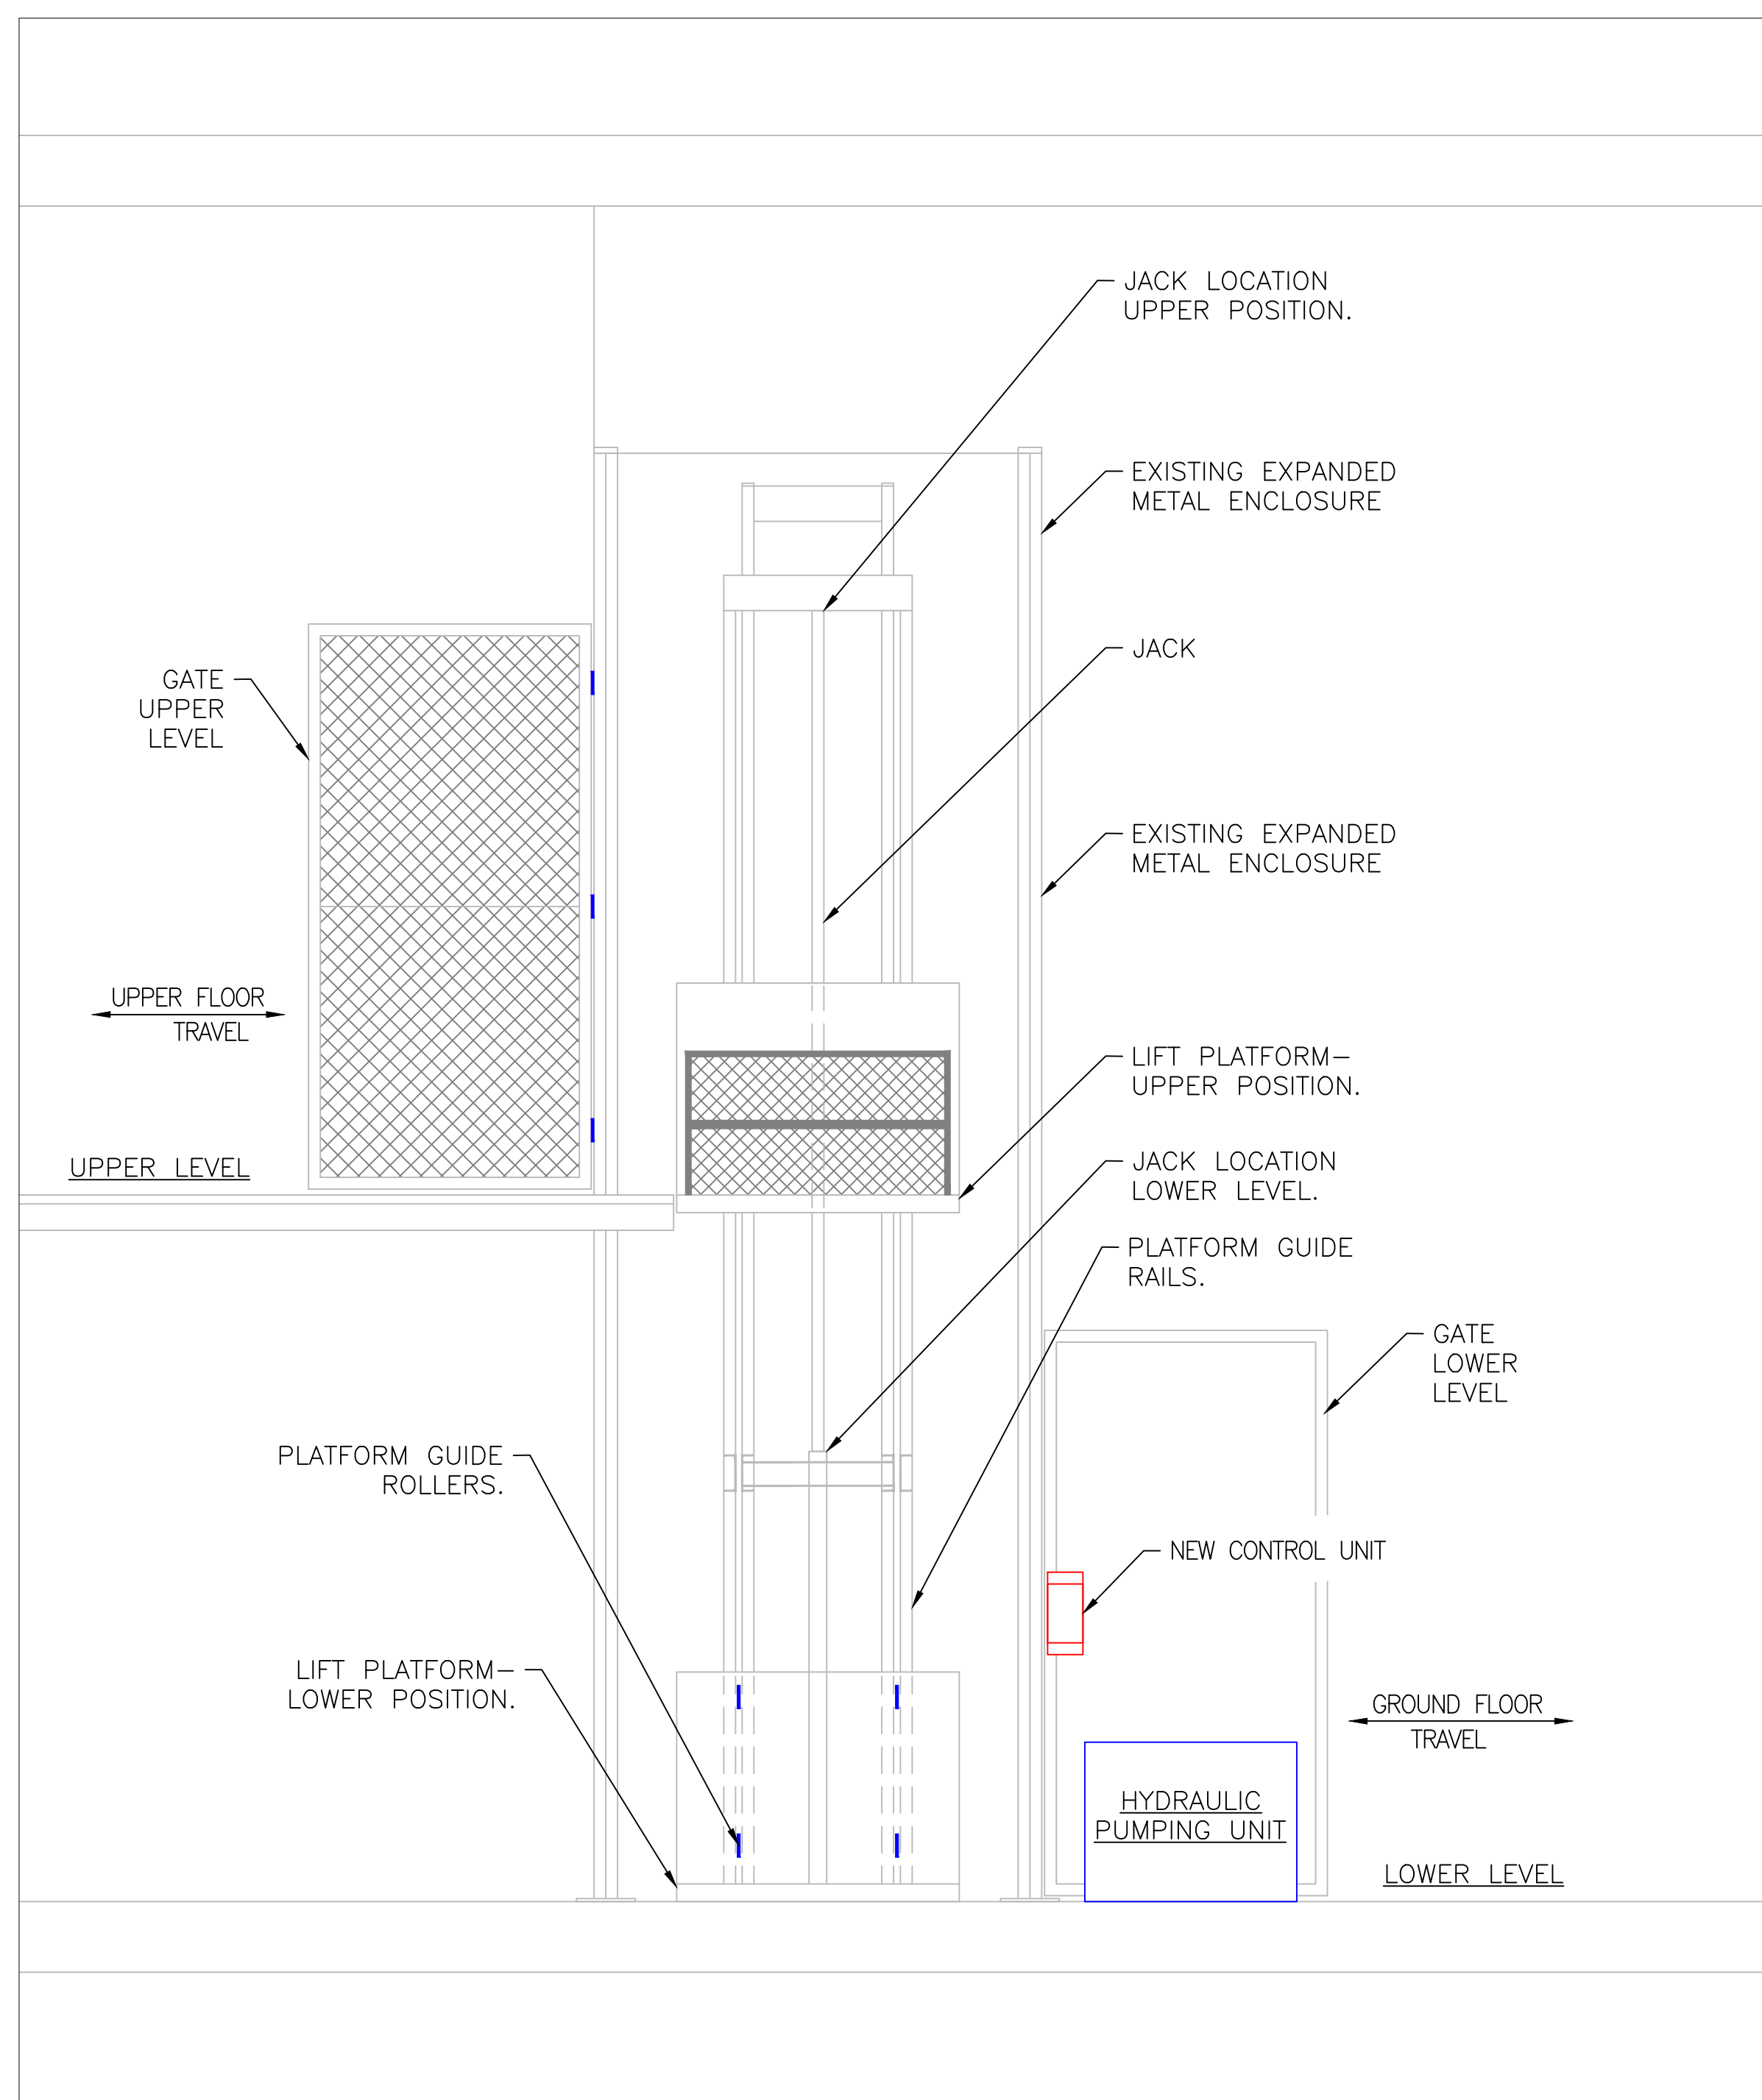 JACK LOCATION
UPPER POSITION.
EXISTING EXPANDED
METAL ENCLOSURE
JACK
GATE
UPPER
LEVEL
EXISTING EXPANDED
METAL ENCLOSURE
UPPER FLOOR
TRAVEL
LIFT PLATFORM-
UPPER POSITION.
UPPER LEVEL
JACK LOCATION
LOWER LEVEL.
PLATFORM GUIDE
RAILS.
GATE
LOWER
LEVEL
PLATFORM GUIDE
ROLLERS.
NEW CONTROL UNIT
LIFT PLATFORM-
LOWER POSITION.
GROUND FLOOR
TRAVEL
HYDRAULIC
PUMPING UNIT
LOWER LEVEL